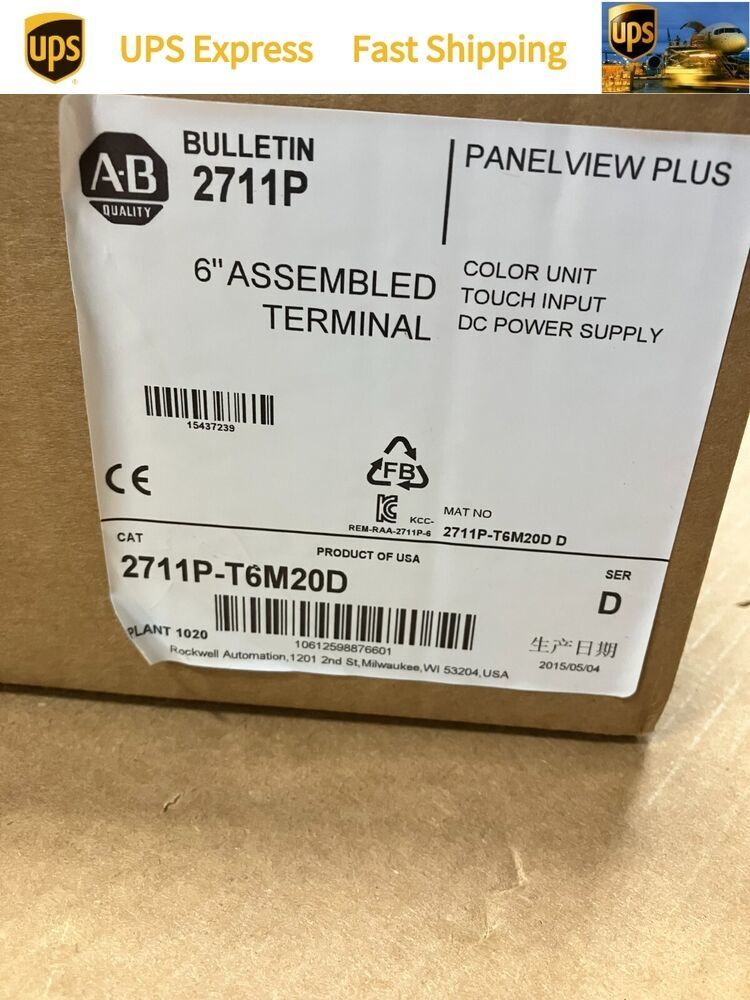 ups UPS Express Fast Shipping ups
A·B
QUALITY
BULLETIN
2711P
PANELVIEW PLUS
6" ASSEMBLED
TERMINAL
COLOR UNIT
TOUCH INPUT
DC POWER SUPPLY
15437239
CE
FB
KCC-
REM-RAA-2711P-6
MAT NO
2711P-T6M20D D
CAT
PRODUCT OF USA
SER
2711P-T6M20D
D
PLANT 1020
10612598876601
Rockwell Automation,1201 2nd St,Milwaukee,WI 53204,USA
生产日期
2015/05/04